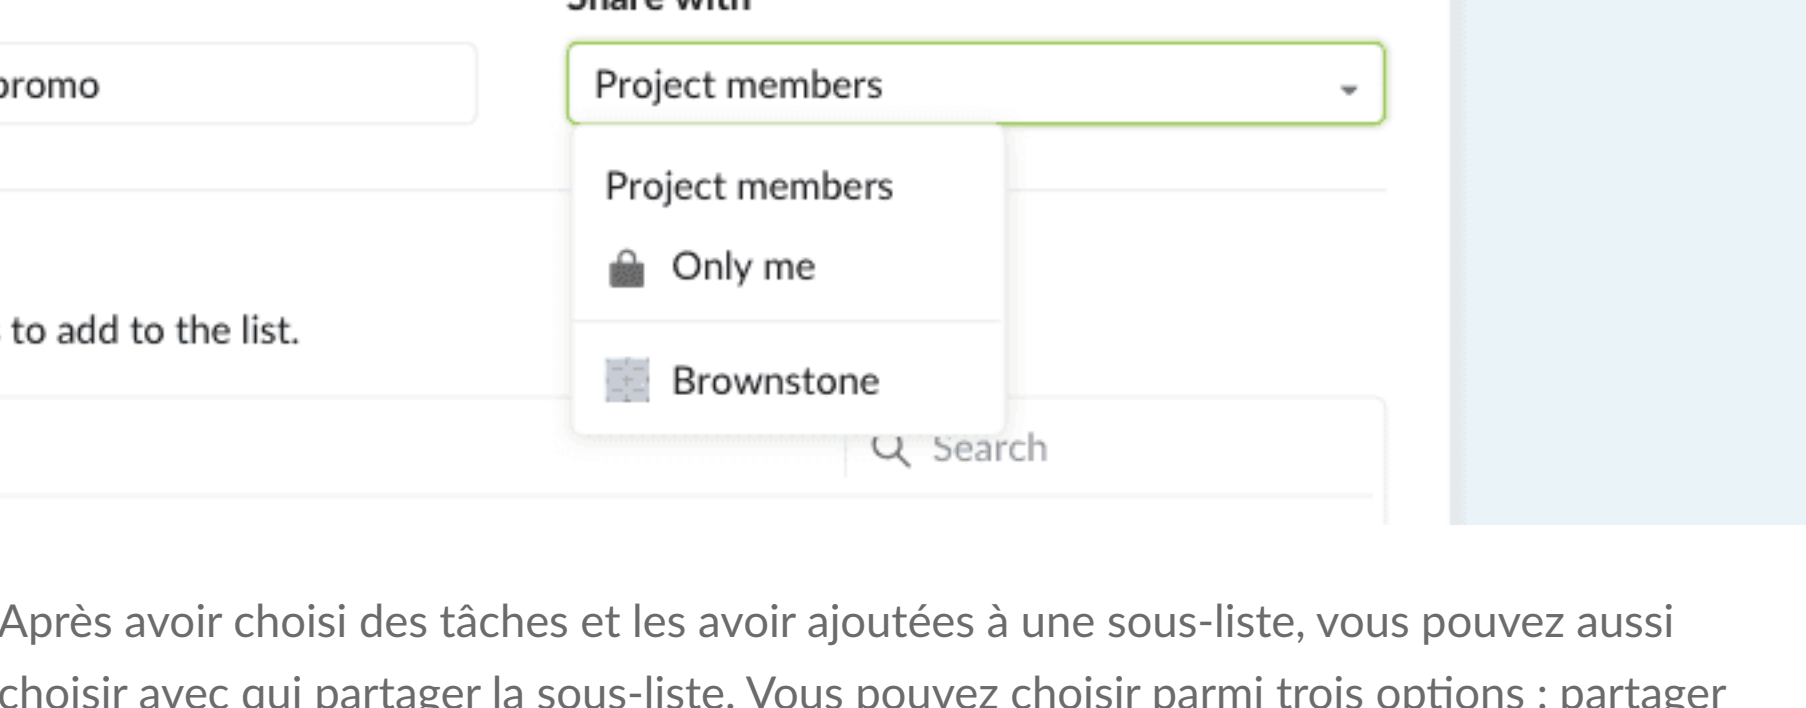 Share with
promo
Project members
Project members
Only me
to add to the list.
Brownstone
Search
Après avoir choisi des tâches et les avoir ajoutées à une sous-liste, vous pouvez aussi
choisir avec qui partager la sous-liste. Vous pouvez choisir parmi trois options : partager